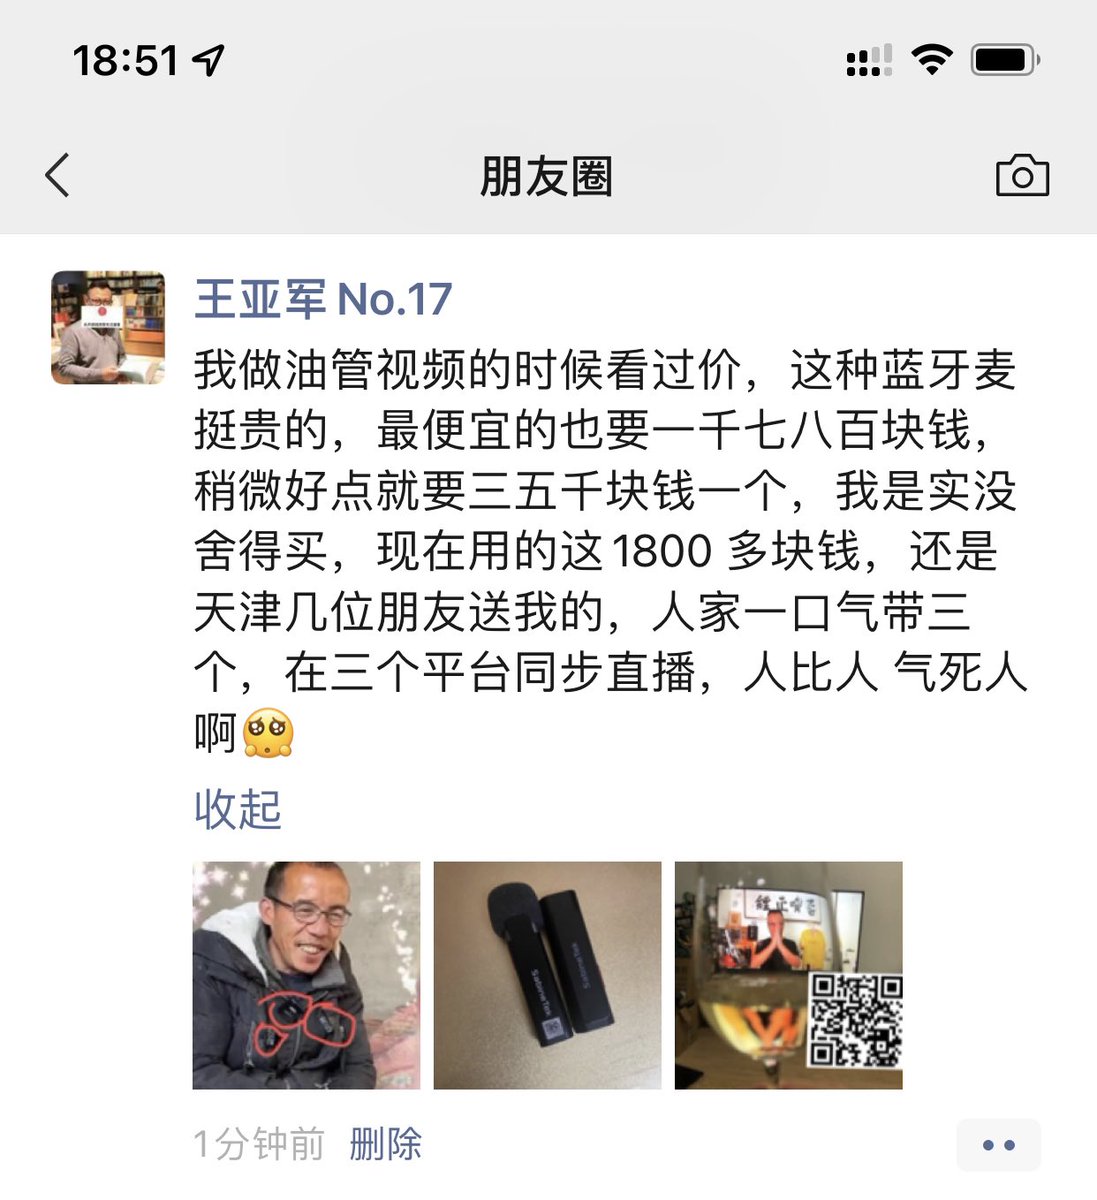 18:51
朋友圈
王亚军 No.17
我做油管视频的时候看过价，这种蓝牙麦
挺贵的，最便宜的也要一千七八百块钱，
稍微好点就要三五千块钱一个，我是实没
舍得买，现在用的这1800 多块钱，还是
天津几位朋友送我的，人家一口气带三
个，在三个平台同步直播，人比人 气死人
啊
收起
SabineTek
SabineTek
1分钟前 删除